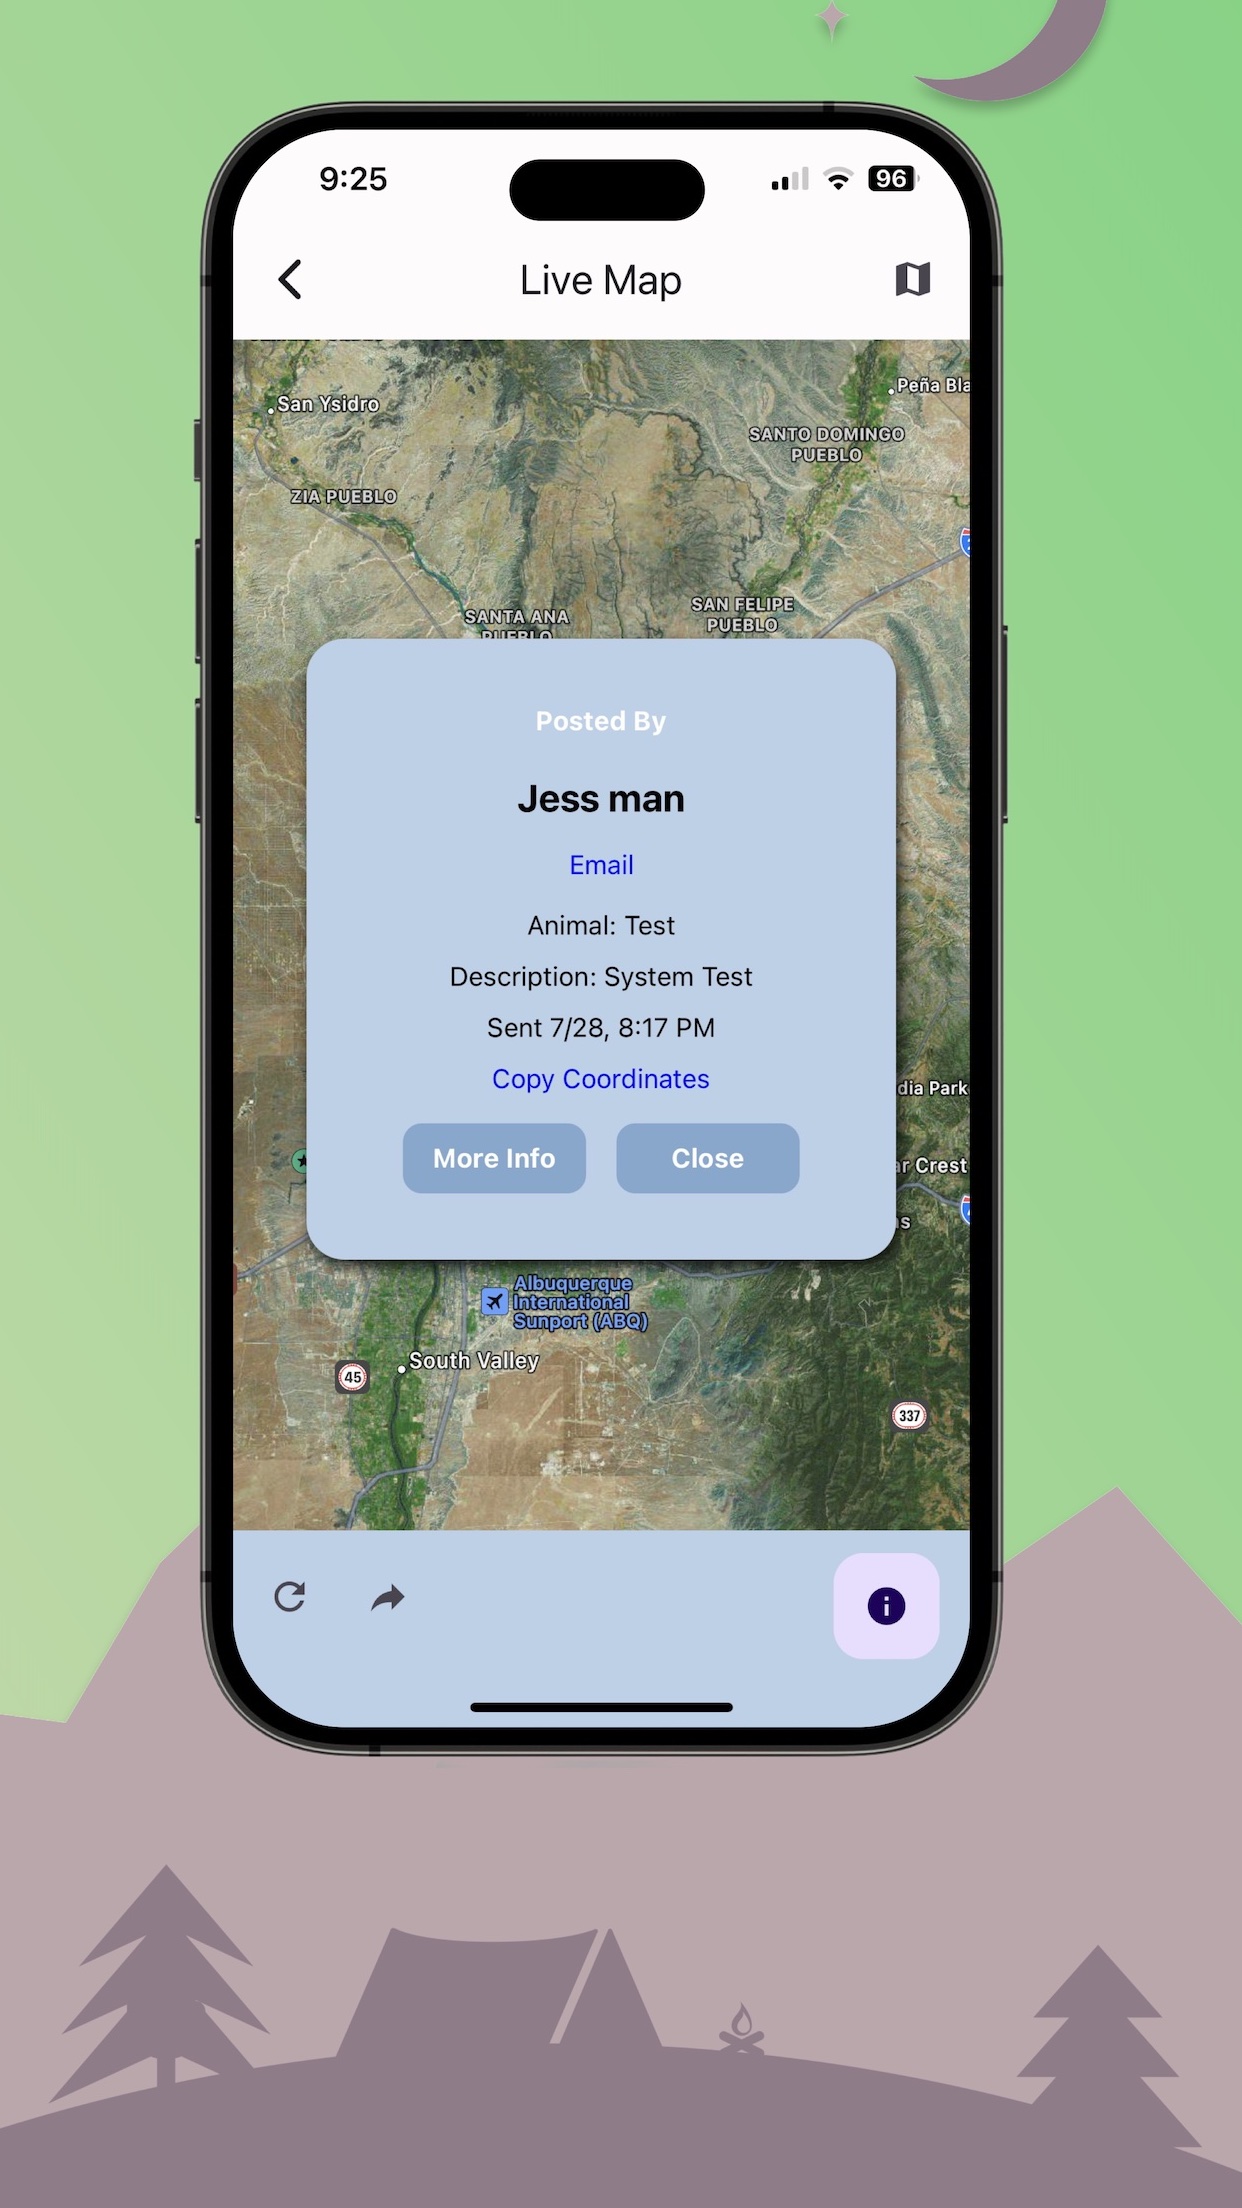 9:25
96
Live Map
San Ysidro
Peña Bla
SANTO DOMINGO
PUEBLO
ZIA PUEBLO
SANTA ANA
PUEBLO
SAN FELIPE
PUEBLO
Posted By
Jess man
Email
Animal: Test
Description: System Test
Sent 7/28, 8:17 PM
Copy Coordinates
dia Park
More Info
Close
ar Crest
Albuquerque
International
Sunport (ABQ)
South Valley
45
337